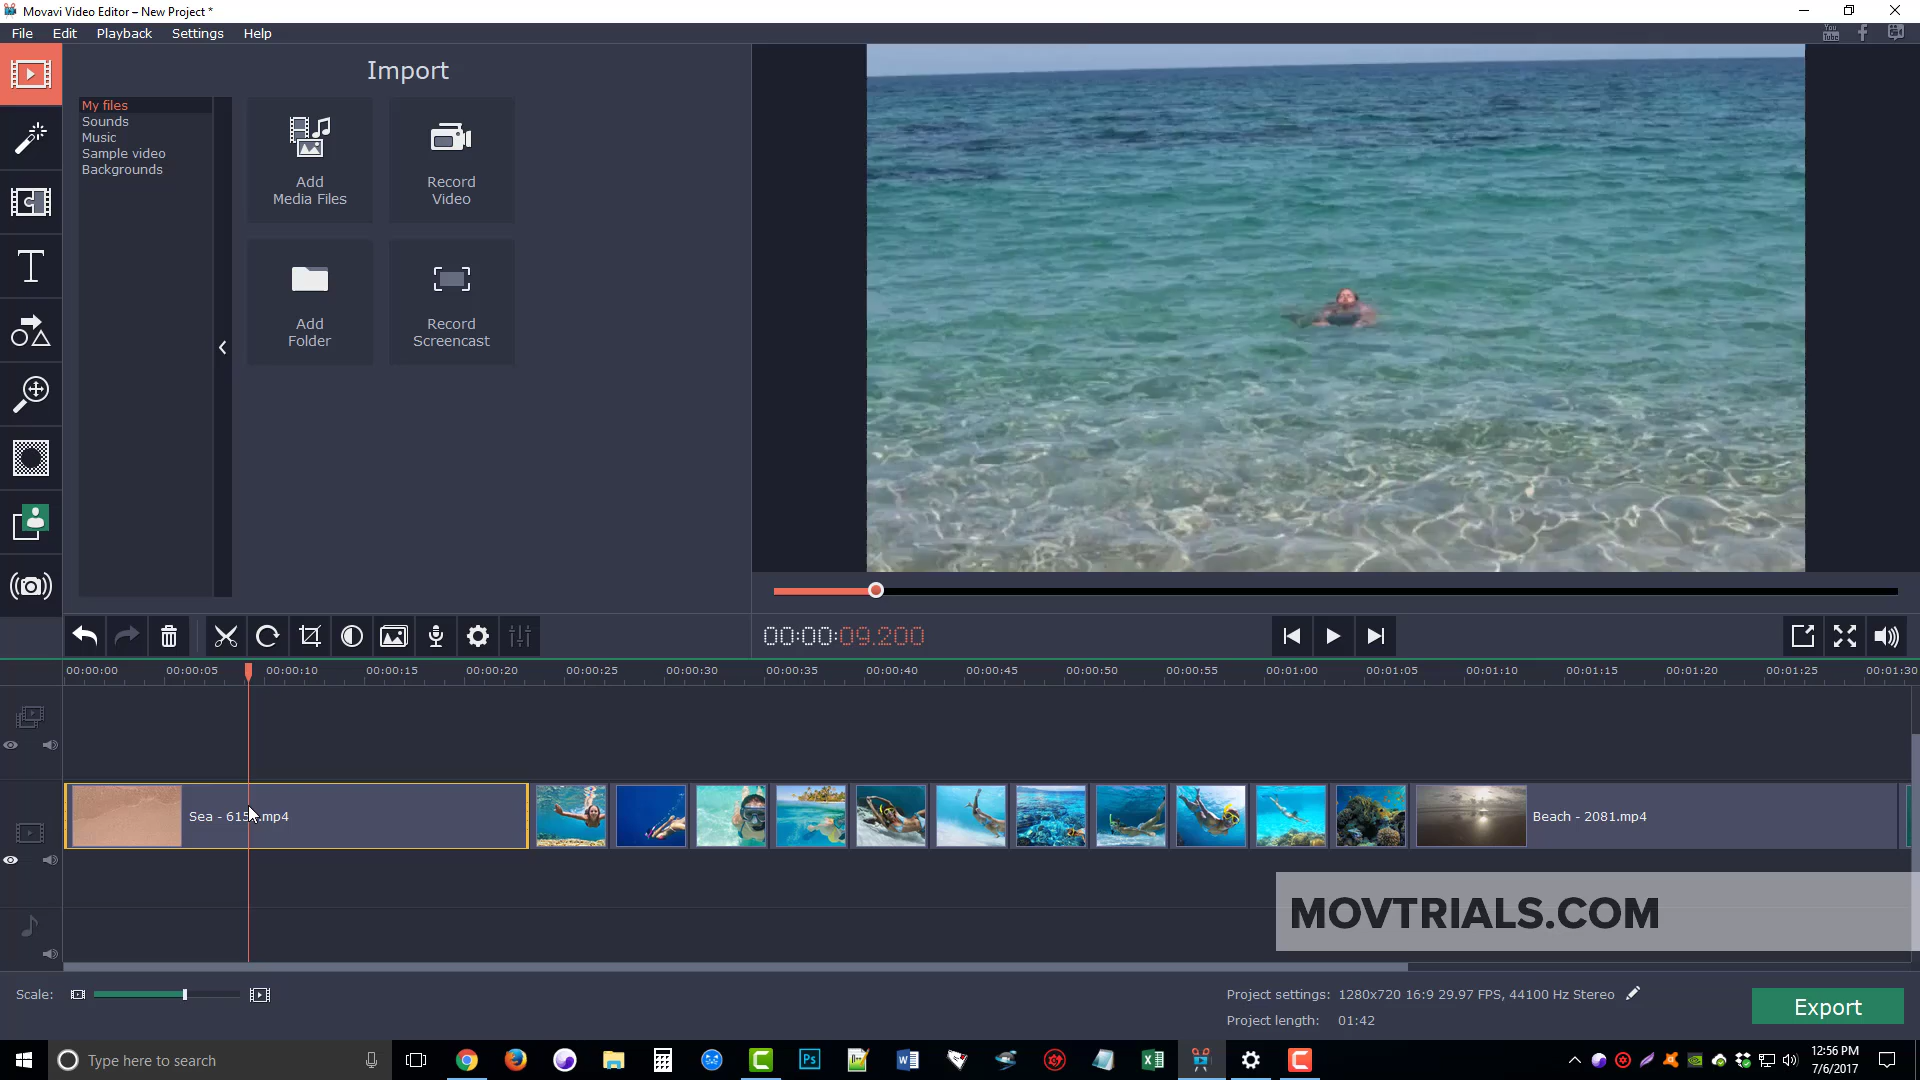 Movavi Video Editor – New Project *
File Edit Playback Settings Help
You
Tube
Import
My files
Sounds
Music
Sample video
Backgrounds
Add
Media Files
Record
Video
Add
Folder
Record
Screencast
00:00:09.200
00:00:00 00:00:05 00:00:10 00:00:15 00:00:20 00:00:25 00:00:30 00:00:35 00:00:40 00:00:45 00:00:50 00:00:55 00:01:00 00:01:05 00:01:10 00:01:15 00:01:20 00:01:25 00:01:30
Sea - 615 .mp4
Beach - 2081.mp4
MOVTRIALS.COM
Scale:
Project settings: 1280x720 16:9 29.97 FPS, 44100 Hz Stereo
Project length: 01:42
Export
Type here to search
Ps
12:56 PM
7/6/2017